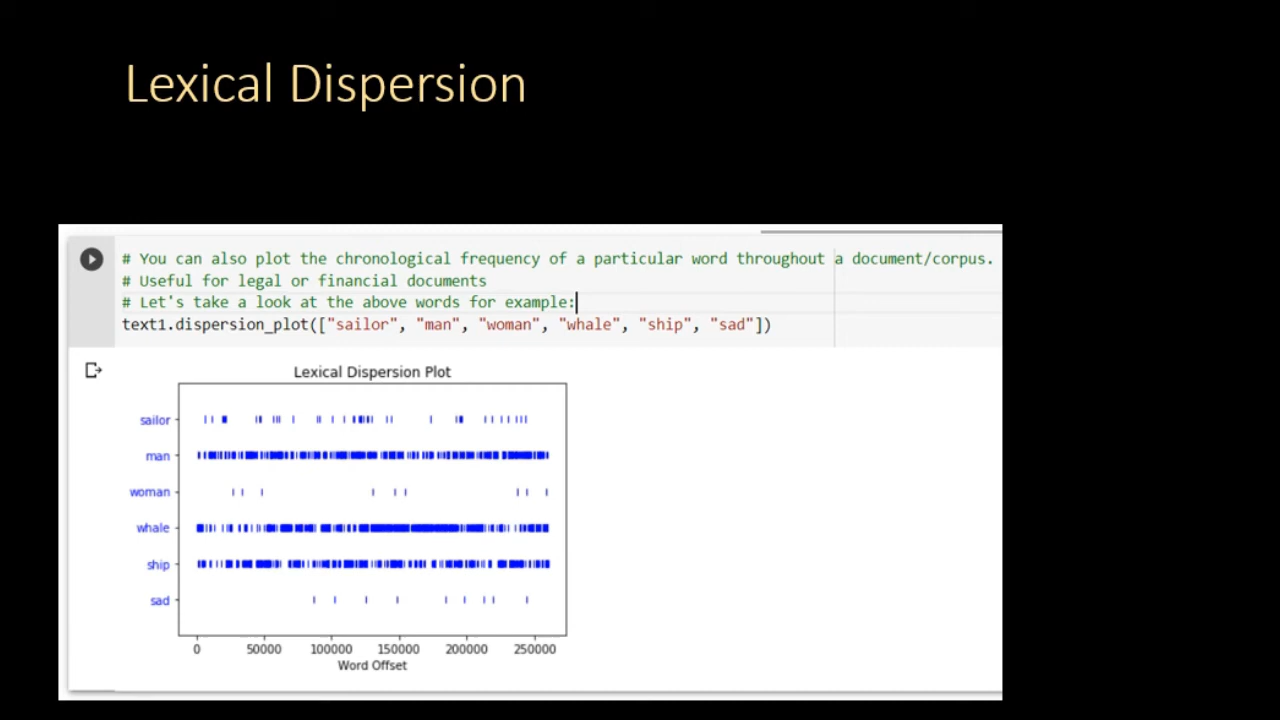 Lexical Dispersion
# You can also plot the chronological frequency of a particular word throughout a document/corpus.
# Useful for legal or financial documents
# Let's take a look at the above words for example:
text1.dispersion_plot(["sailor", "man", "woman", "whale", "ship", "sad"])
Lexical Dispersion Plot
sailor
man
woman
whale
ship
sad
0 50000 100000 150000 200000 250000
Word Offset